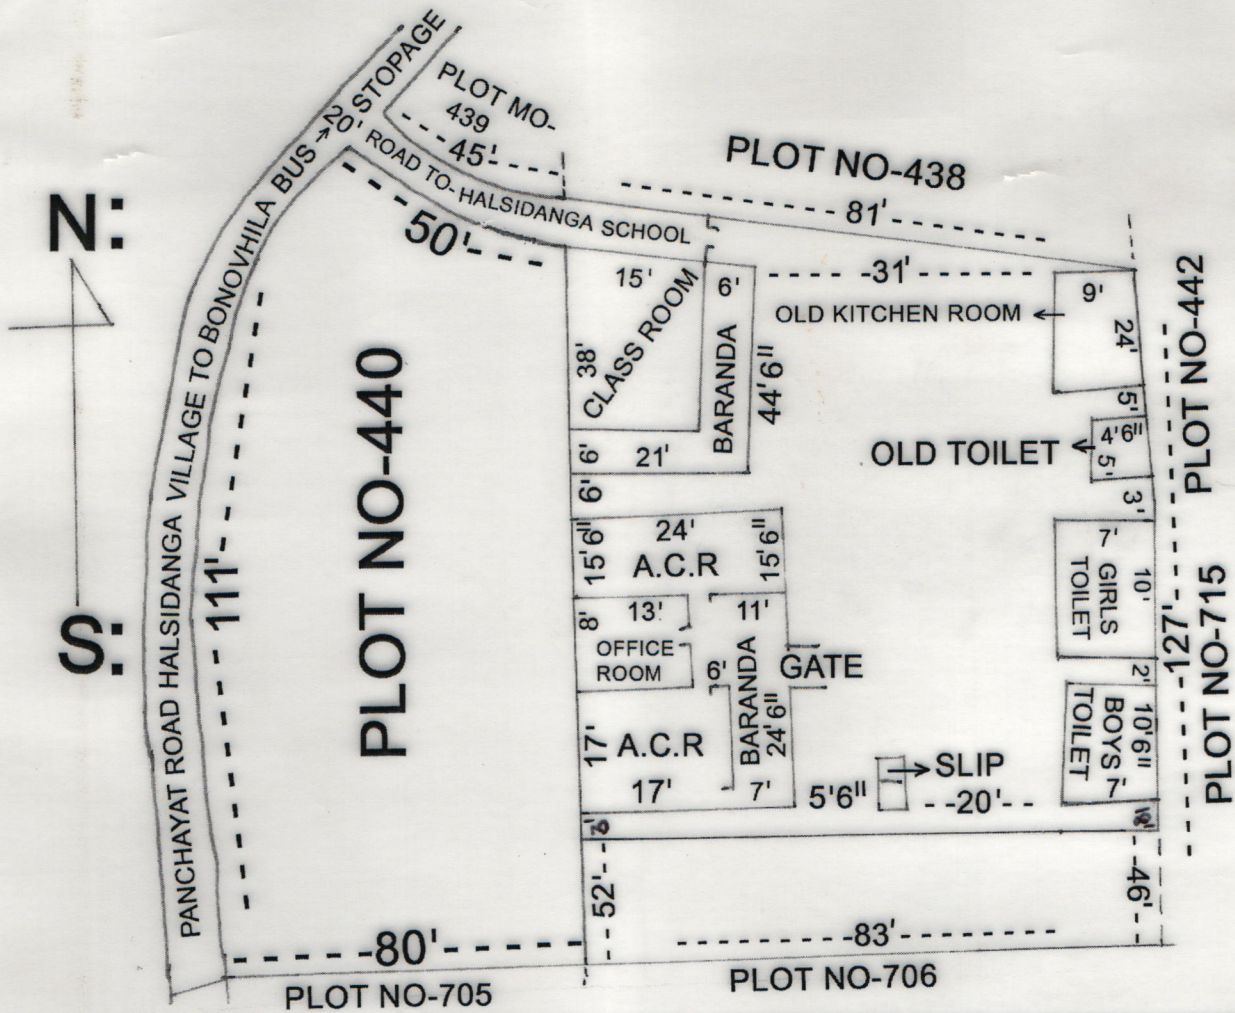 STOPAGE
PLOT MO-
439
45'
PLOT NO-438
81'
N:
20'
PANCHAYAT ROAD HALSIDANGA VILLAGE TO BONOVHILA BUS →
ROAD TO- HALSIDANGA SCHOOL
50'
15'
6'
31'
9'
OLD KITCHEN ROOM ←
24'
PLOT NO-442
38'
CLASS ROOM
BARANDA
44'6"
5'
PLOT NO-440
OLD TOILET ←
4'6"
5'
6'
21'
3'
6'
111'
24'
15'6"
A.C.R
15'6"
7'
GIRLS
TOILET
10'
127'
PLOT NO-715
S:
8'
13'
11'
OFFICE
ROOM
6'
BARANDA
24'6"
GATE
2'
17'
A.C.R
17'
7'
5'6"
→SLIP
20'
BOYS
TOILET
10'6"
7'
52'
46'
80'
83'
PLOT NO-705
PLOT NO-706